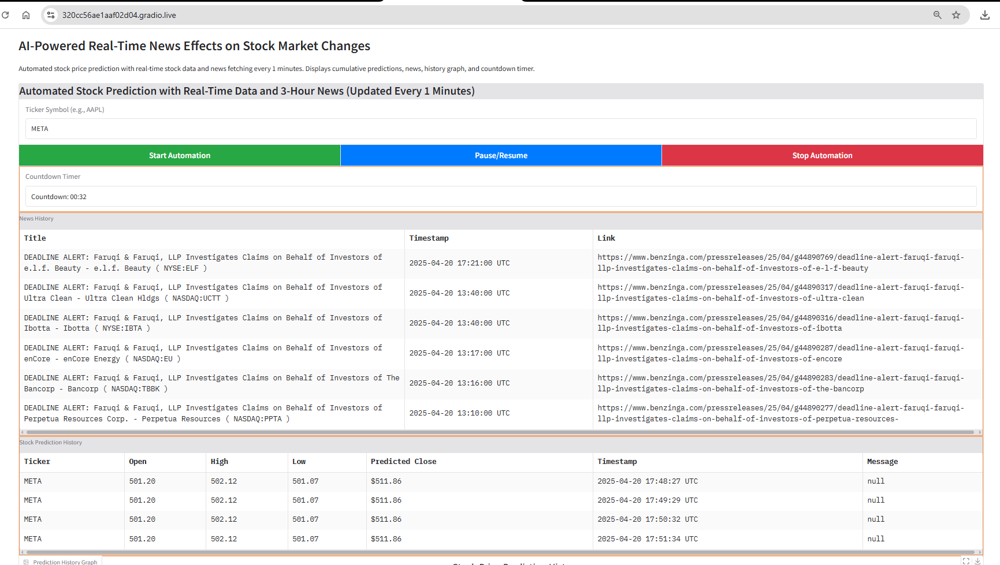 320cc56ae1aaf02d04.gradio.live
AI-Powered Real-Time News Effects on Stock Market Changes
Automated stock price prediction with real-time stock data and news fetching every 1 minutes. Displays cumulative predictions, news, history graph, and countdown timer.
Automated Stock Prediction with Real-Time Data and 3-Hour News (Updated Every 1 Minutes)
Ticker Symbol (e.g., AAPL)
META
Start Automation Pause/Resume Stop Automation
Countdown Timer
Countdown: 00:32
News History
Title Timestamp Link
DEADLINE ALERT: Faruqi & Faruqi, LLP Investigates Claims on Behalf of Investors of
e.l.f. Beauty - e.l.f. Beauty ( NYSE:ELF )
2025-04-20 17:21:00 UTC
https://www.benzinga.com/pressreleases/25/04/g44890769/deadline-alert-faruqi-faruqi-
llp-investigates-claims-on-behalf-of-investors-of-e-l-f-beauty
DEADLINE ALERT: Faruqi & Faruqi, LLP Investigates Claims on Behalf of Investors of
Ultra Clean - Ultra Clean Hldgs ( NASDAQ:UCTT )
2025-04-20 13:40:00 UTC
https://www.benzinga.com/pressreleases/25/04/g44890317/deadline-alert-faruqi-faruqi-
llp-investigates-claims-on-behalf-of-investors-of-ultra-clean
DEADLINE ALERT: Faruqi & Faruqi, LLP Investigates Claims on Behalf of Investors of
Ibotta - Ibotta ( NYSE:IBTA )
2025-04-20 13:40:00 UTC
https://www.benzinga.com/pressreleases/25/04/g44890316/deadline-alert-faruqi-faruqi-
llp-investigates-claims-on-behalf-of-investors-of-ibotta
DEADLINE ALERT: Faruqi & Faruqi, LLP Investigates Claims on Behalf of Investors of
enCore - enCore Energy ( NASDAQ:EU )
2025-04-20 13:17:00 UTC
https://www.benzinga.com/pressreleases/25/04/g44890287/deadline-alert-faruqi-faruqi-
llp-investigates-claims-on-behalf-of-investors-of-encore
DEADLINE ALERT: Faruqi & Faruqi, LLP Investigates Claims on Behalf of Investors of The
Bancorp - Bancorp ( NASDAQ:TBBK )
2025-04-20 13:16:00 UTC
https://www.benzinga.com/pressreleases/25/04/g44890283/deadline-alert-faruqi-faruqi-
llp-investigates-claims-on-behalf-of-investors-of-the-bancorp
DEADLINE ALERT: Faruqi & Faruqi, LLP Investigates Claims on Behalf of Investors of
Perpetua Resources Corp. - Perpetua Resources ( NASDAQ:PPTA )
2025-04-20 13:10:00 UTC
https://www.benzinga.com/pressreleases/25/04/g44890277/deadline-alert-faruqi-faruqi-
llp-investigates-claims-on-behalf-of-investors-of-perpetua-resources-
Stock Prediction History
Ticker Open High Low Predicted Close Timestamp Message
META 501.20 502.12 501.07 $511.86 2025-04-20 17:48:27 UTC null
META 501.20 502.12 501.07 $511.86 2025-04-20 17:49:29 UTC null
META 501.20 502.12 501.07 $511.86 2025-04-20 17:50:32 UTC null
META 501.20 502.12 501.07 $511.86 2025-04-20 17:51:34 UTC null
Prediction History Graph